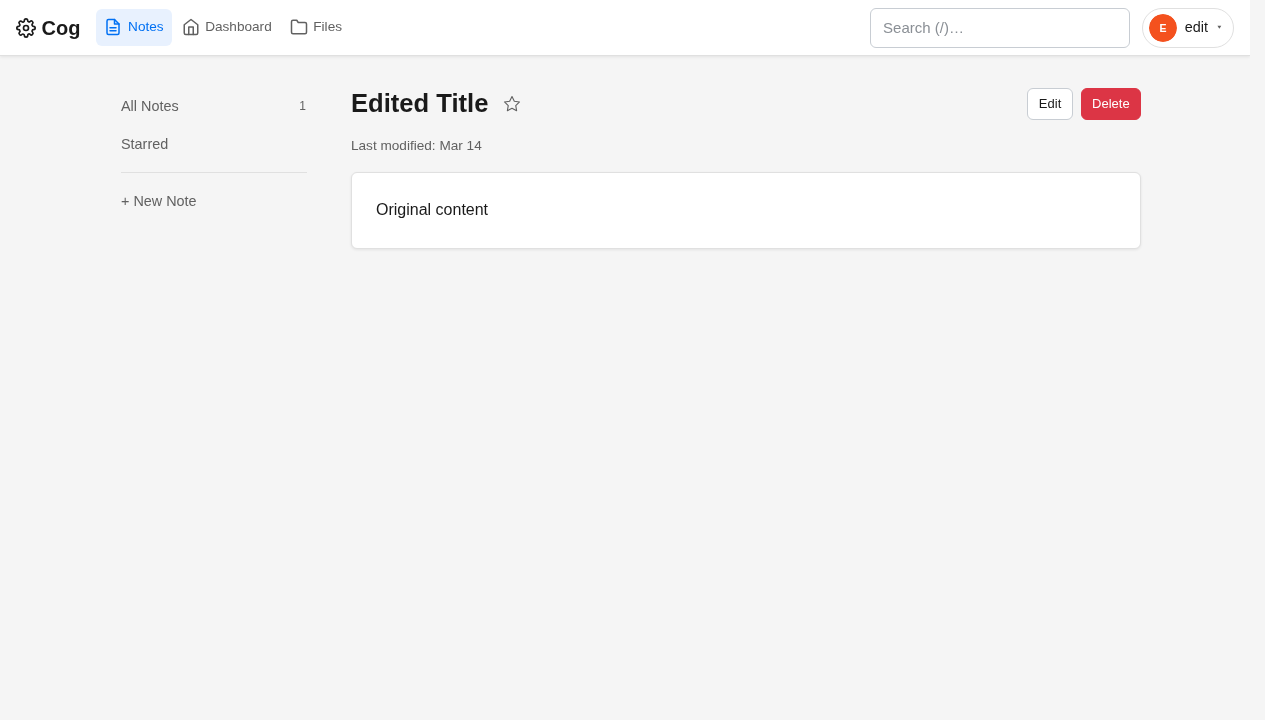 Cog
Notes
Dashboard
Files
Search (/)…
E
edit
All Notes
1
Starred
+ New Note
Edited Title
Edit
Delete
Last modified: Mar 14
Original content